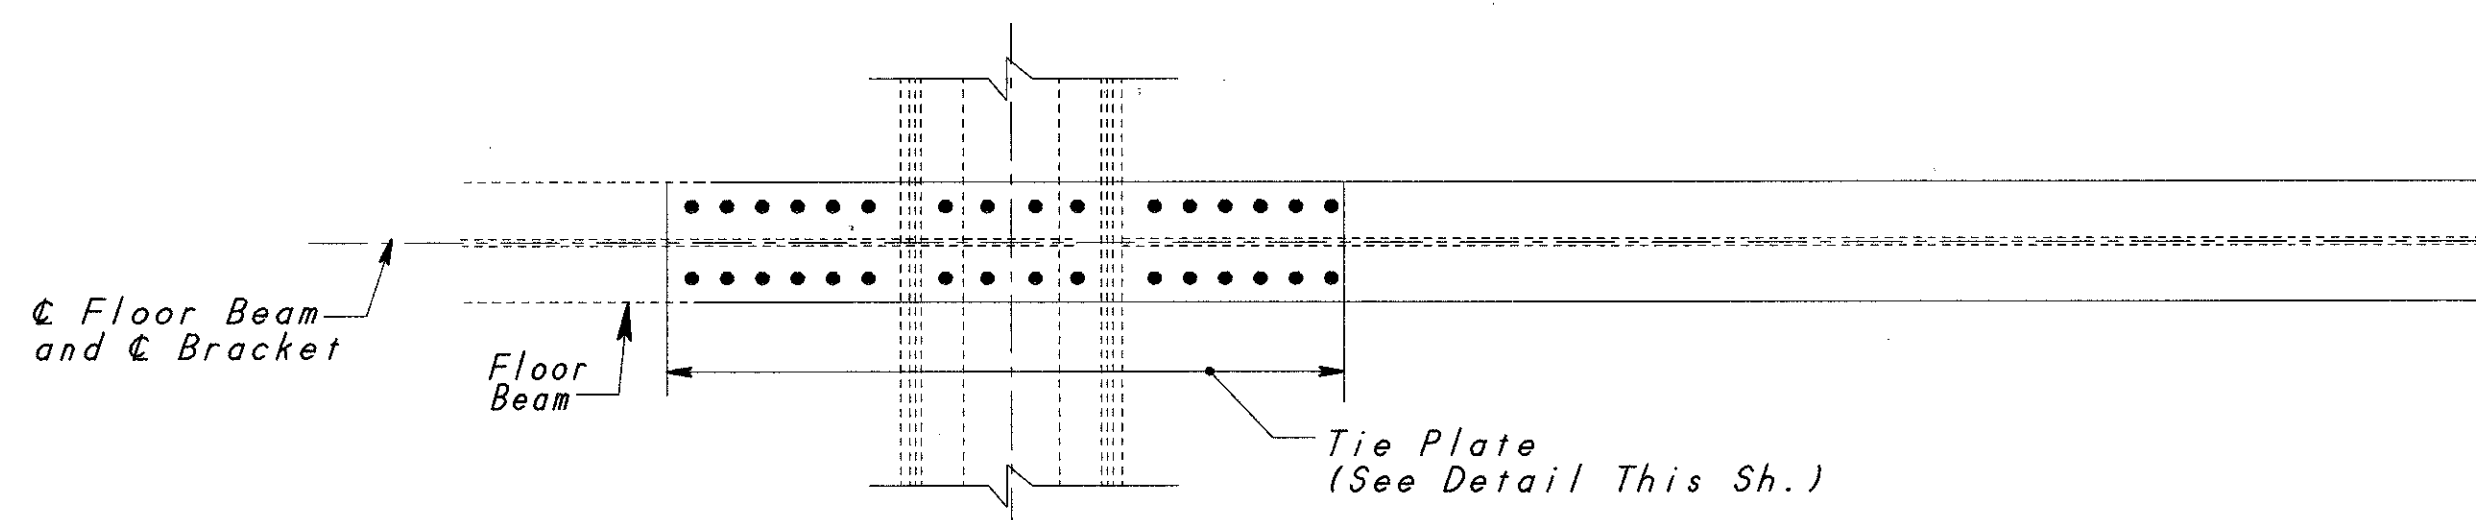 ℄ Floor Beam
and ℄ Bracket
Floor
Beam
Tie Plate
(See Detail This Sh.)